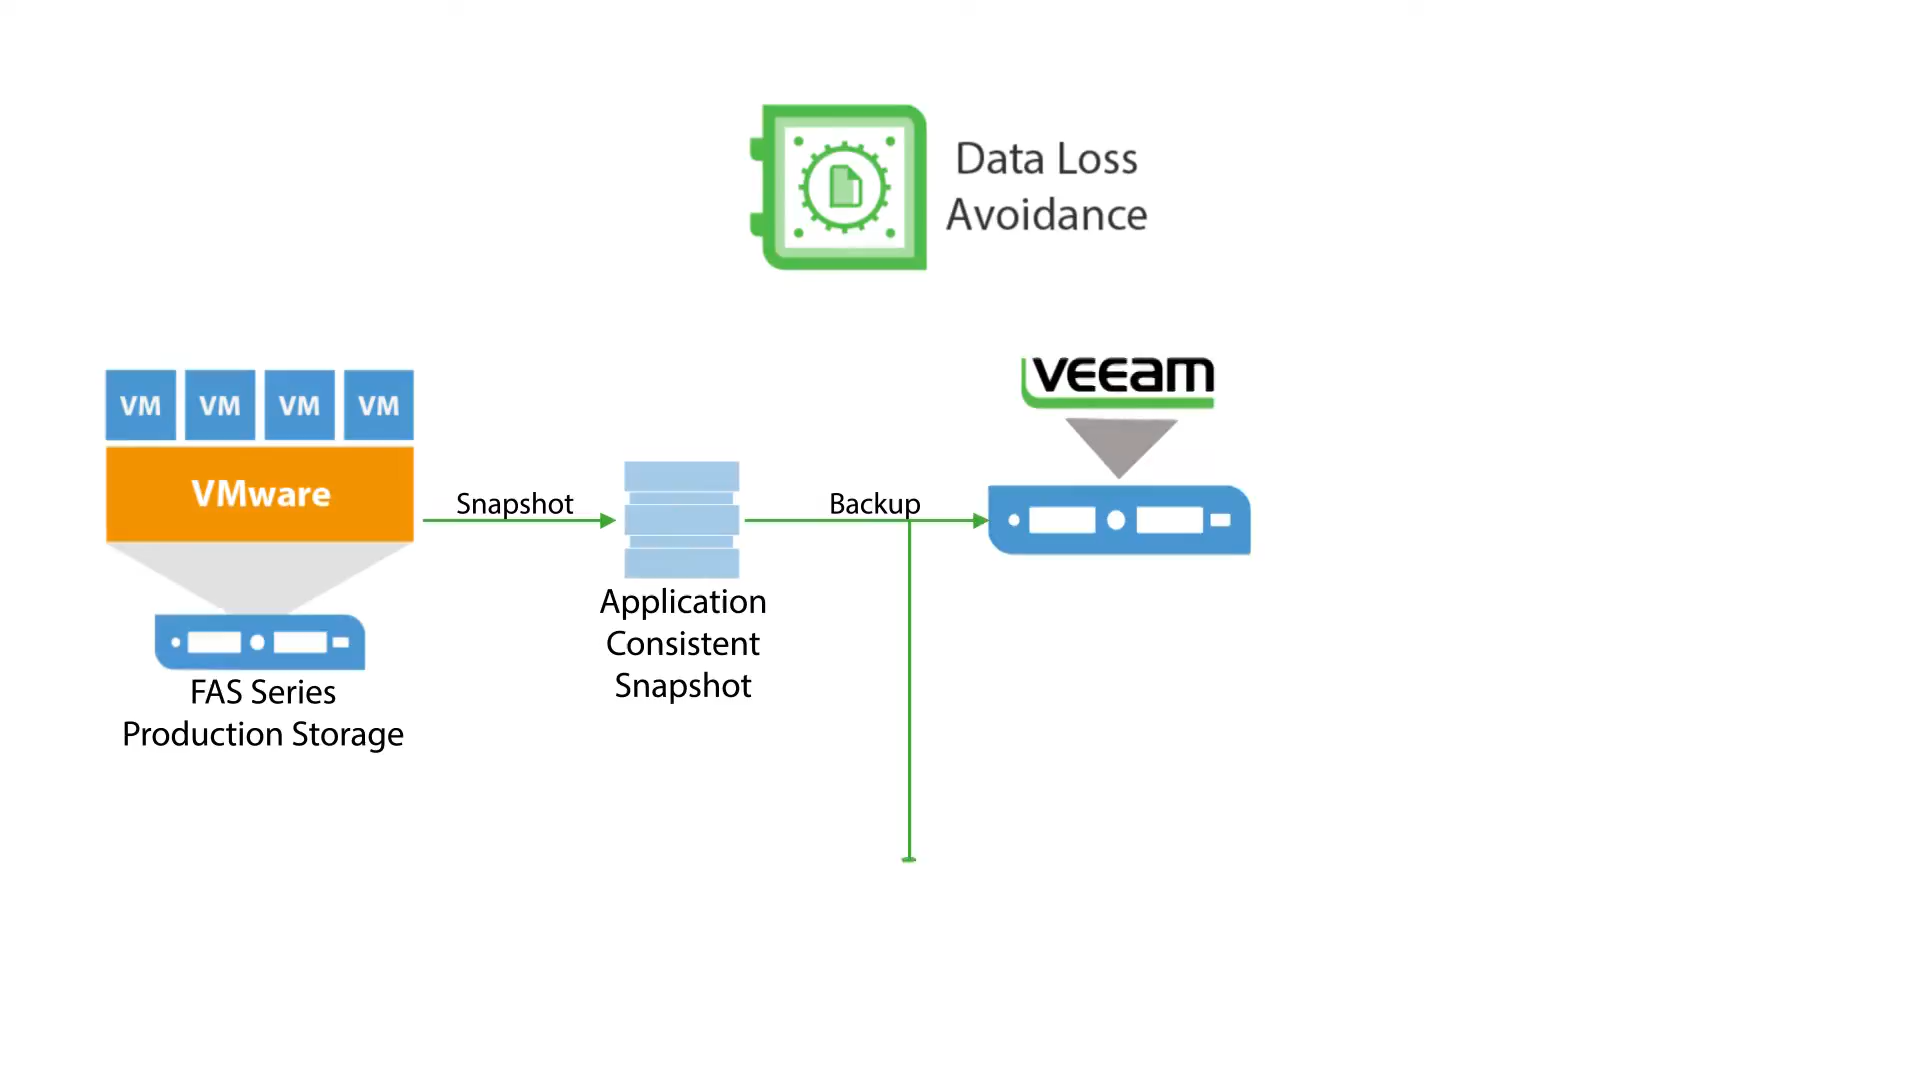 Data Loss
Avoidance
veeam
VM VM VM VM
VMware
Snapshot
Backup
Application
Consistent
Snapshot
FAS Series
Production Storage